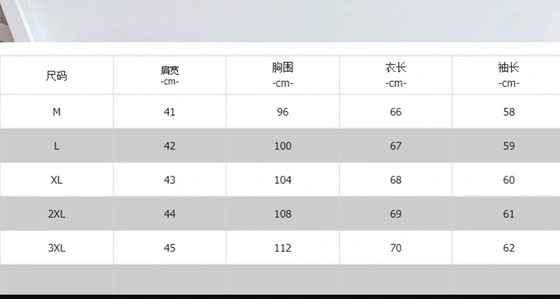 尺码 肩宽 -cm- 胸围 -cm- 衣长 -cm- 袖长 -cm-
M 41 96 66 58
L 42 100 67 59
XL 43 104 68 60
2XL 44 108 69 61
3XL 45 112 70 62